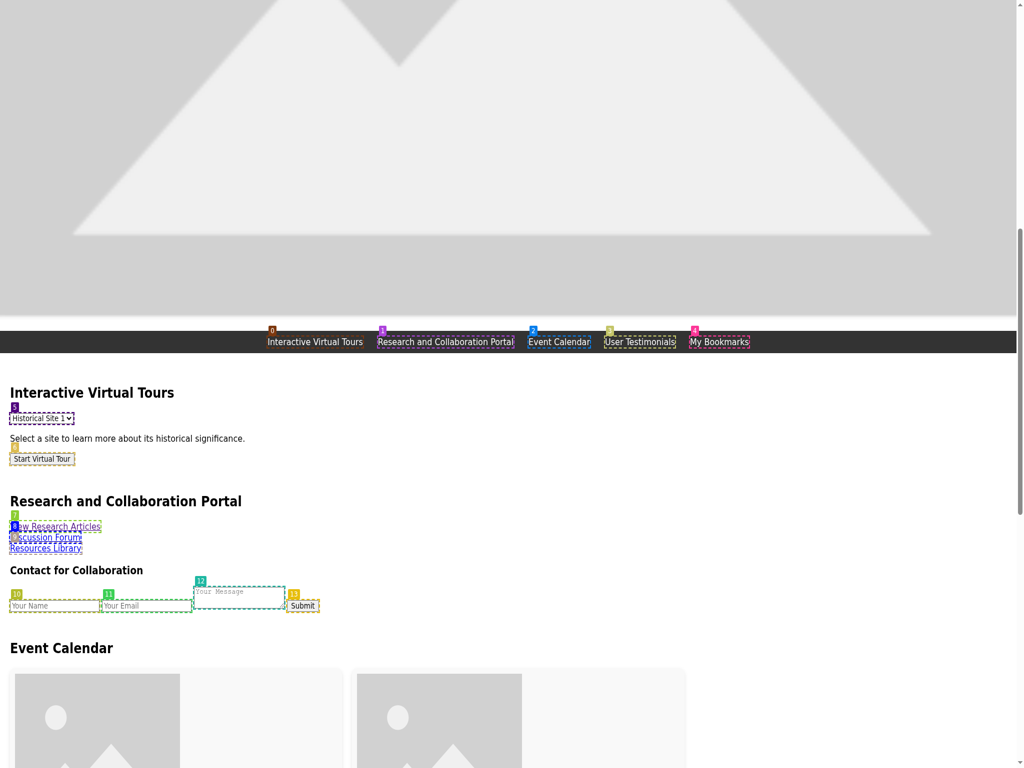 0 1 2 3 4
Interactive Virtual Tours Research and Collaboration Portal Event Calendar User Testimonials My Bookmarks
Interactive Virtual Tours
5
Historical Site 1
Select a site to learn more about its historical significance.
6
Start Virtual Tour
Research and Collaboration Portal
7
8 ew Research Articles
9 scussion Forum
Resources Library
Contact for Collaboration
10 11 12 13
Your Name Your Email Your Message Submit
Event Calendar